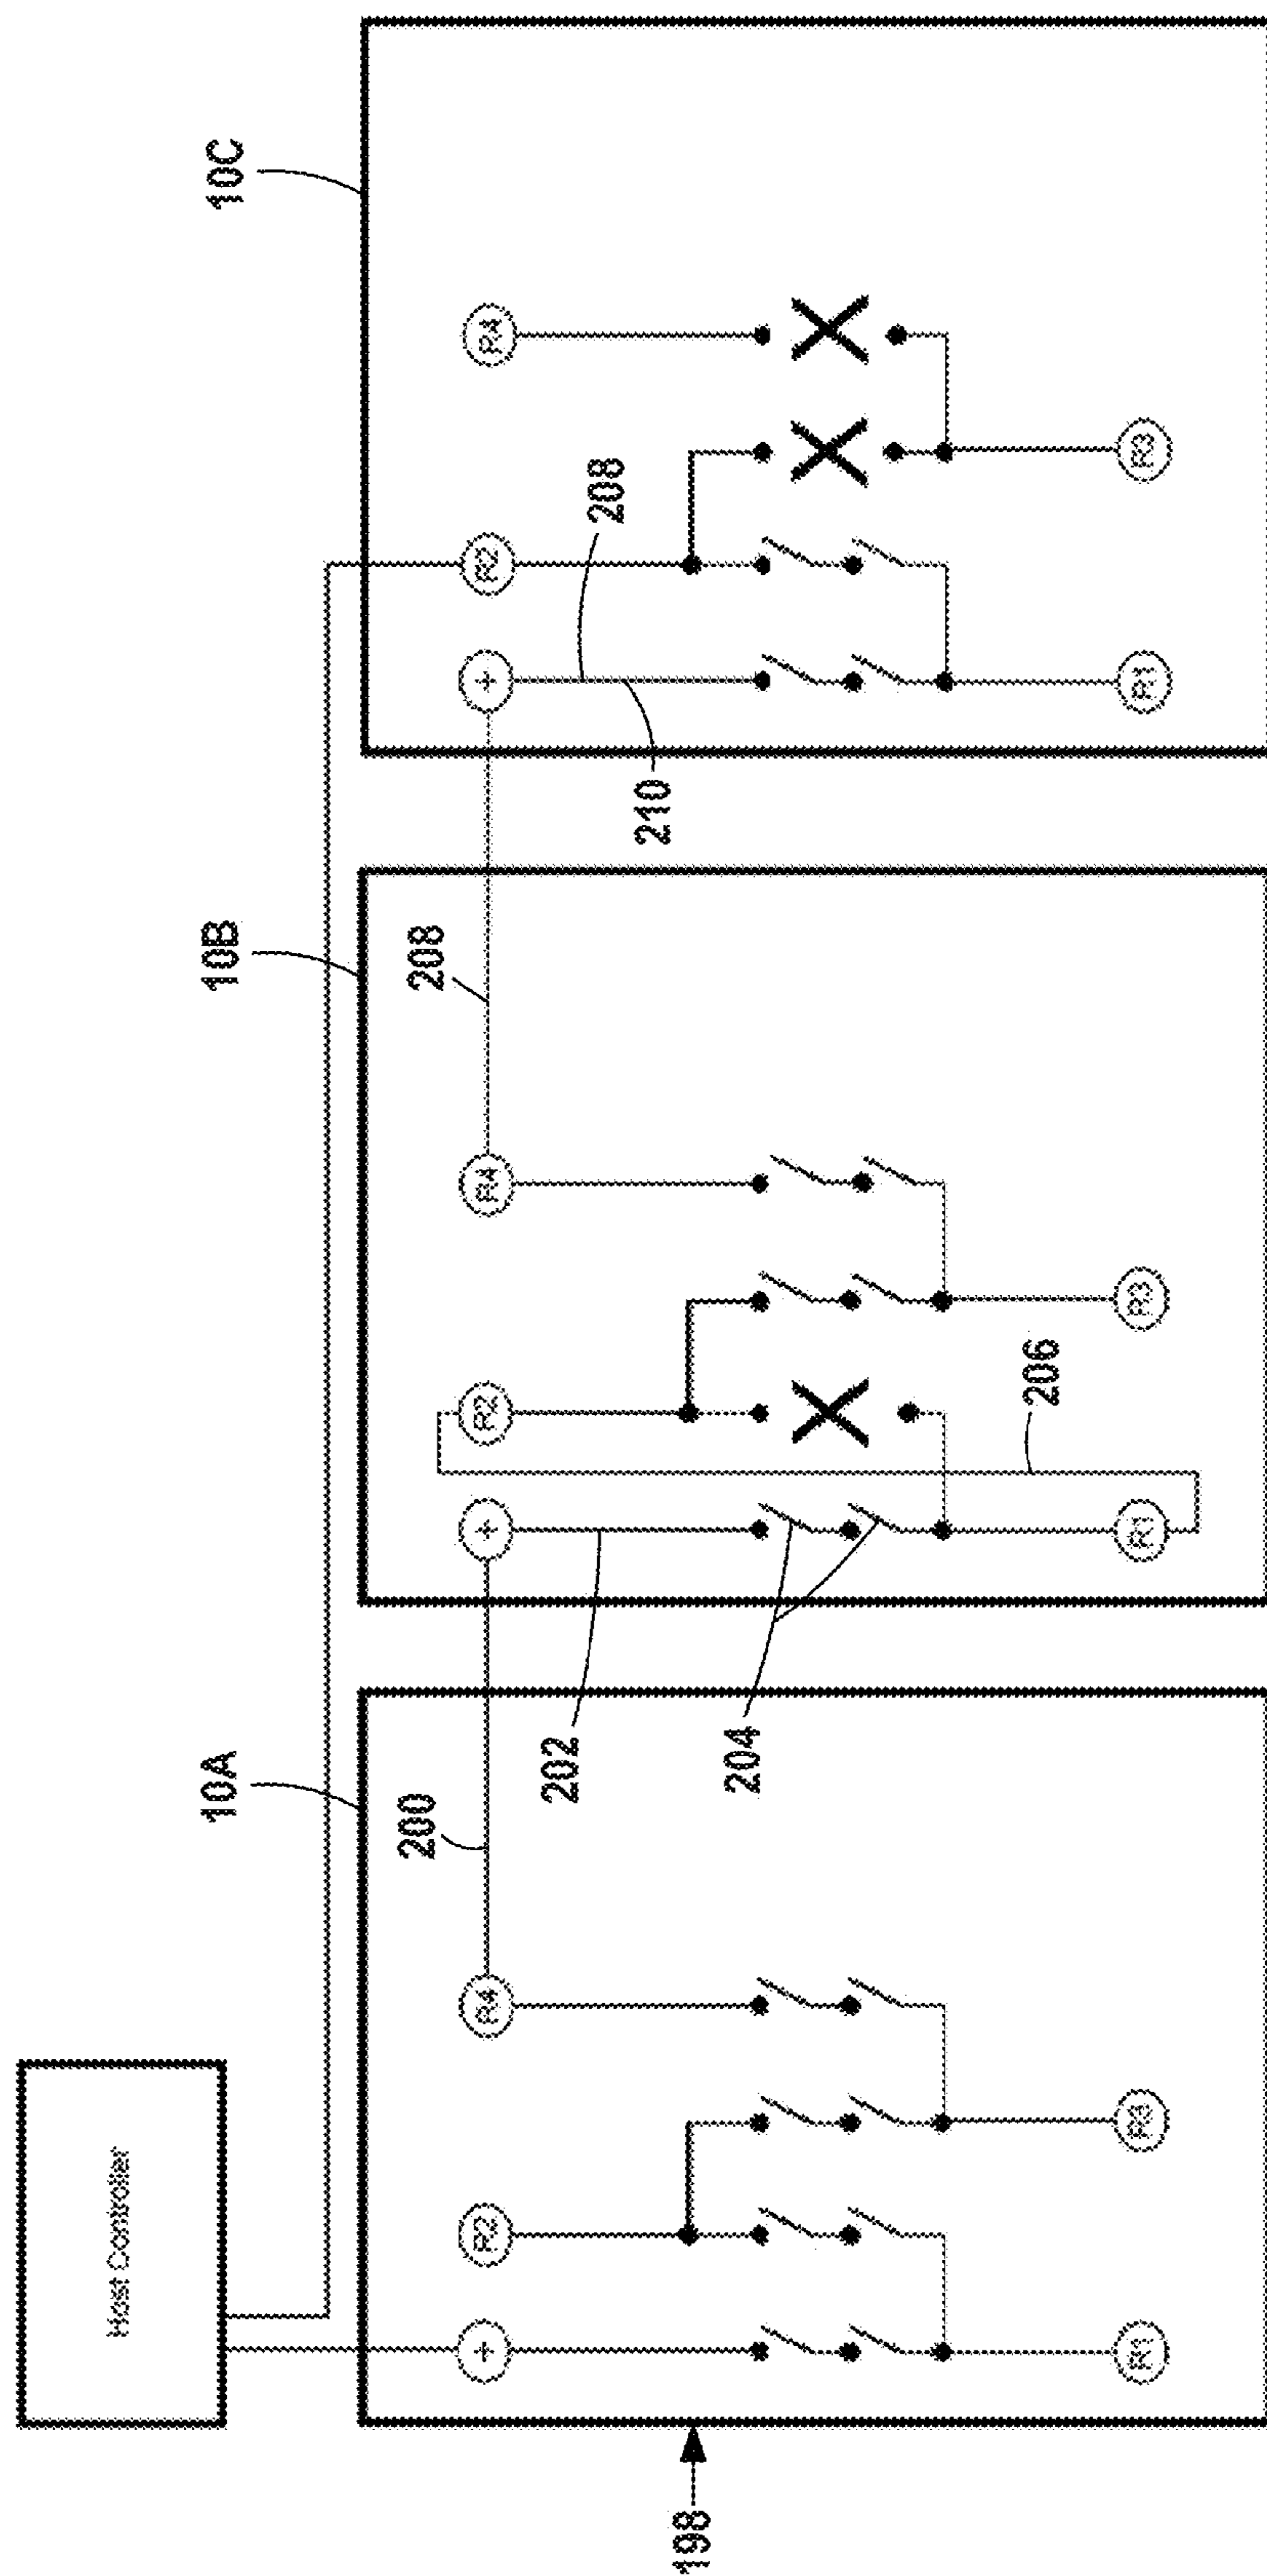 Host Controller
10A
10B
10C
198
200
202
204
206
208
208
210
+
R2
R4
R1
R3
+
R2
R4
R1
R3
+
R2
R4
R1
R3